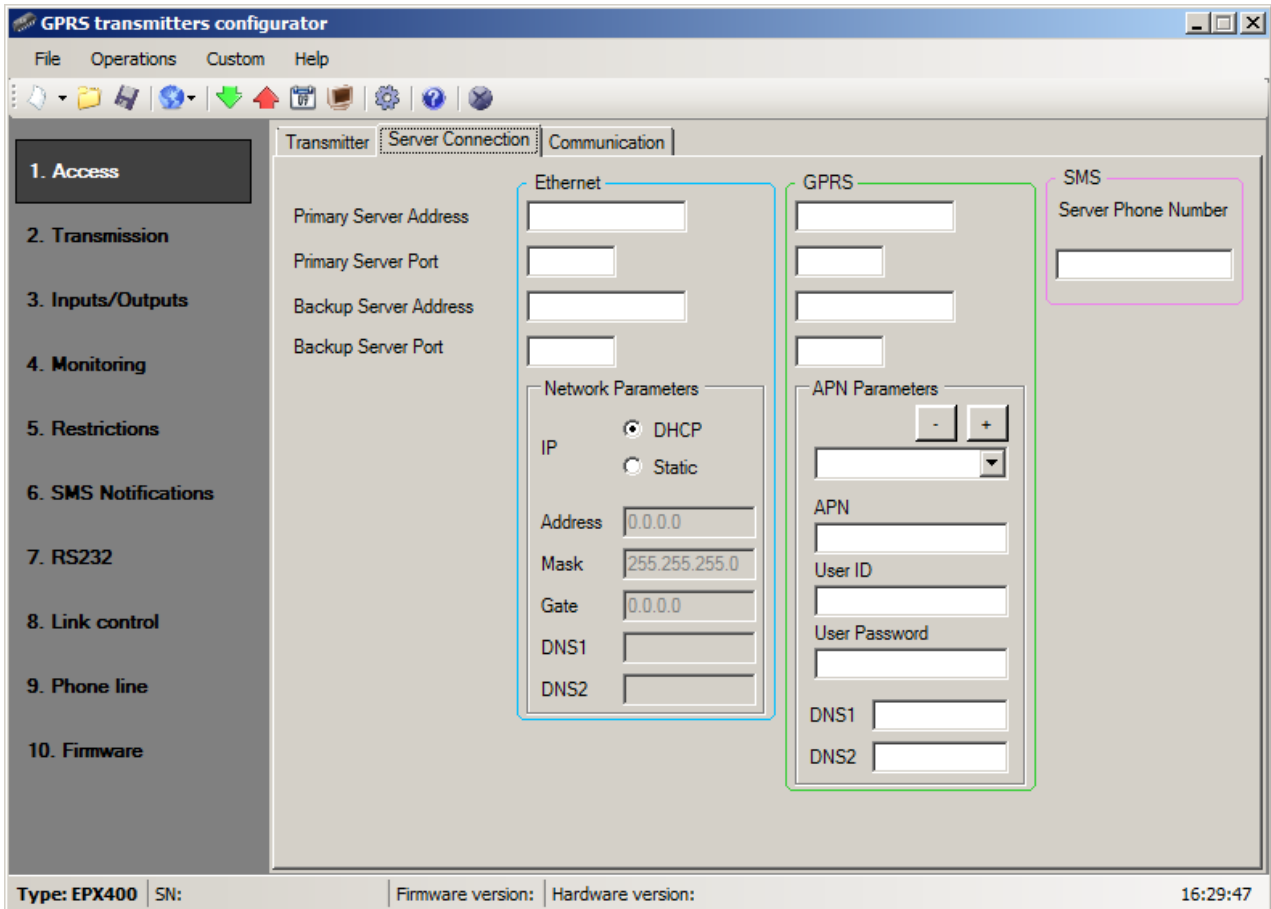 GPRS transmitters configurator
File Operations Custom Help
07
Transmitter Server Connection Communication
1. Access
2. Transmission
3. Inputs/Outputs
4. Monitoring
5. Restrictions
6. SMS Notifications
7. RS232
8. Link control
9. Phone line
10. Firmware
Ethernet
GPRS
SMS
Primary Server Address
Server Phone Number
Primary Server Port
Backup Server Address
Backup Server Port
Network Parameters
IP
DHCP
Static
Address 0.0.0.0
Mask 255.255.255.0
Gate 0.0.0.0
DNS1
DNS2
APN Parameters
- +
APN
User ID
User Password
DNS1
DNS2
Type: EPX400 SN: Firmware version: Hardware version: 16:29:47